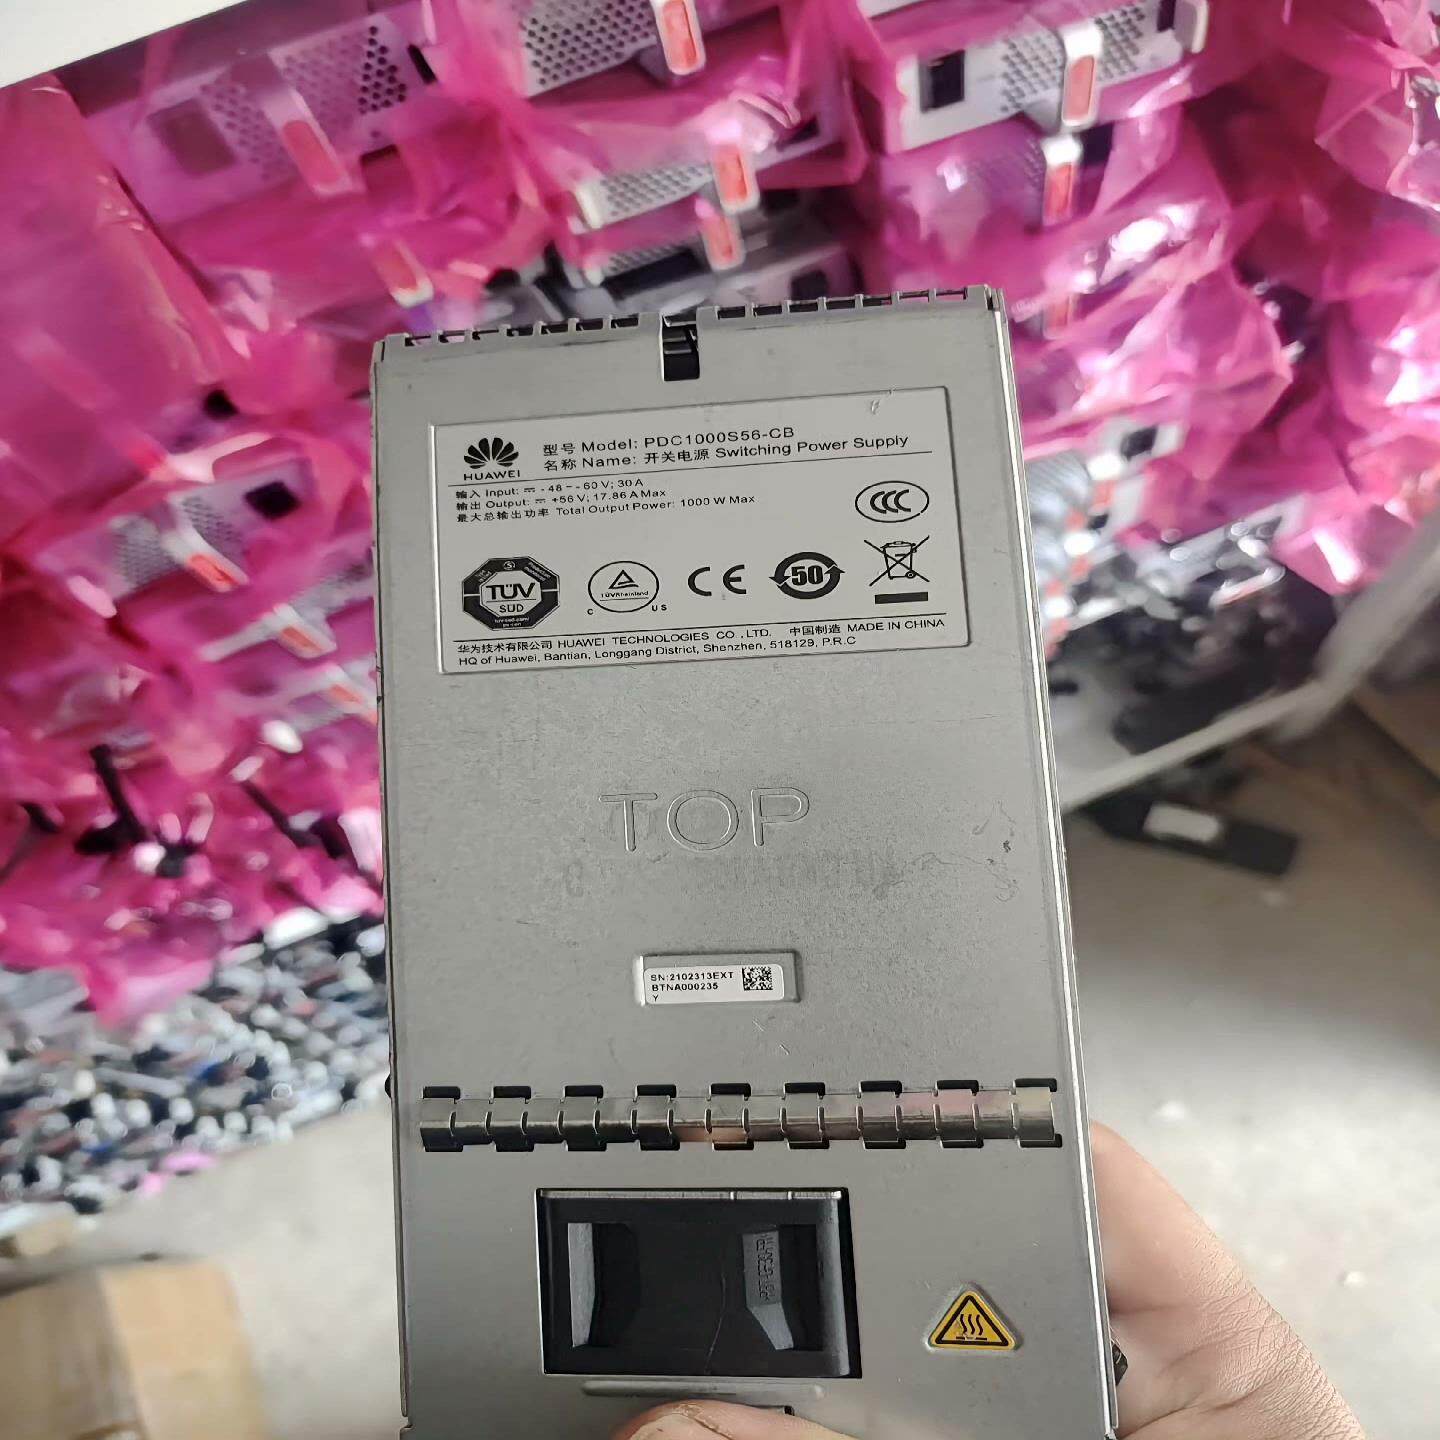 HUAWEI
型号 Model: PDC1000S56-CB
名称 Name: 开关电源 Switching Power Supply
输入 Input: ⎓ -48 – -60 V; 30 A
输出 Output: ⎓ +56 V; 17.86 A Max
最大总输出功率 Total Output Power: 1000 W Max
CCC
TÜV
SÜD
TÜVRheinland
C US
CE
50
华为技术有限公司 HUAWEI TECHNOLOGIES CO.,LTD. 中国制造 MADE IN CHINA
HQ of Huawei, Bantian, Longgang District, Shenzhen, 518129, P.R.C
TOP
SN:2102313EXT
BTNA000235
Y